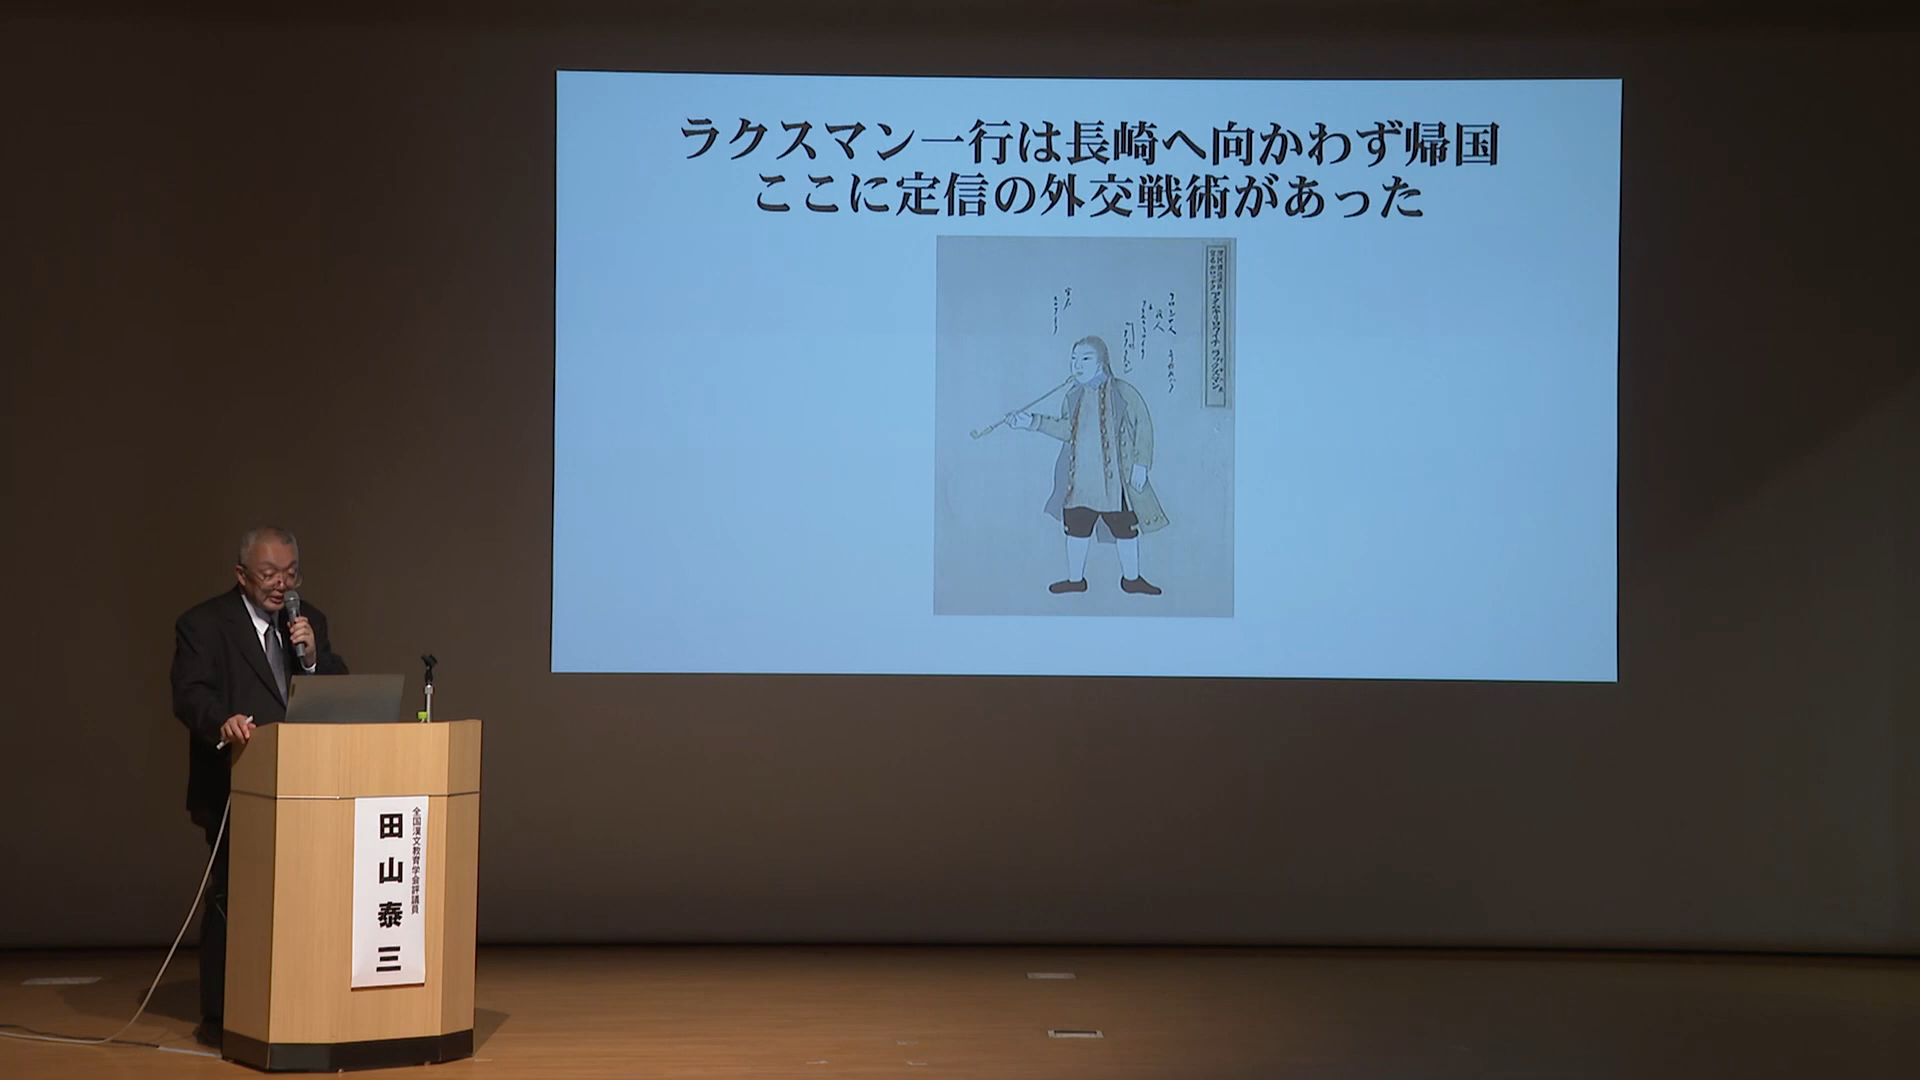 ラクスマン一行は長崎へ向かわず帰国
ここに定信の外交戦術があった
全国漢文教育学会評議員
田山泰三